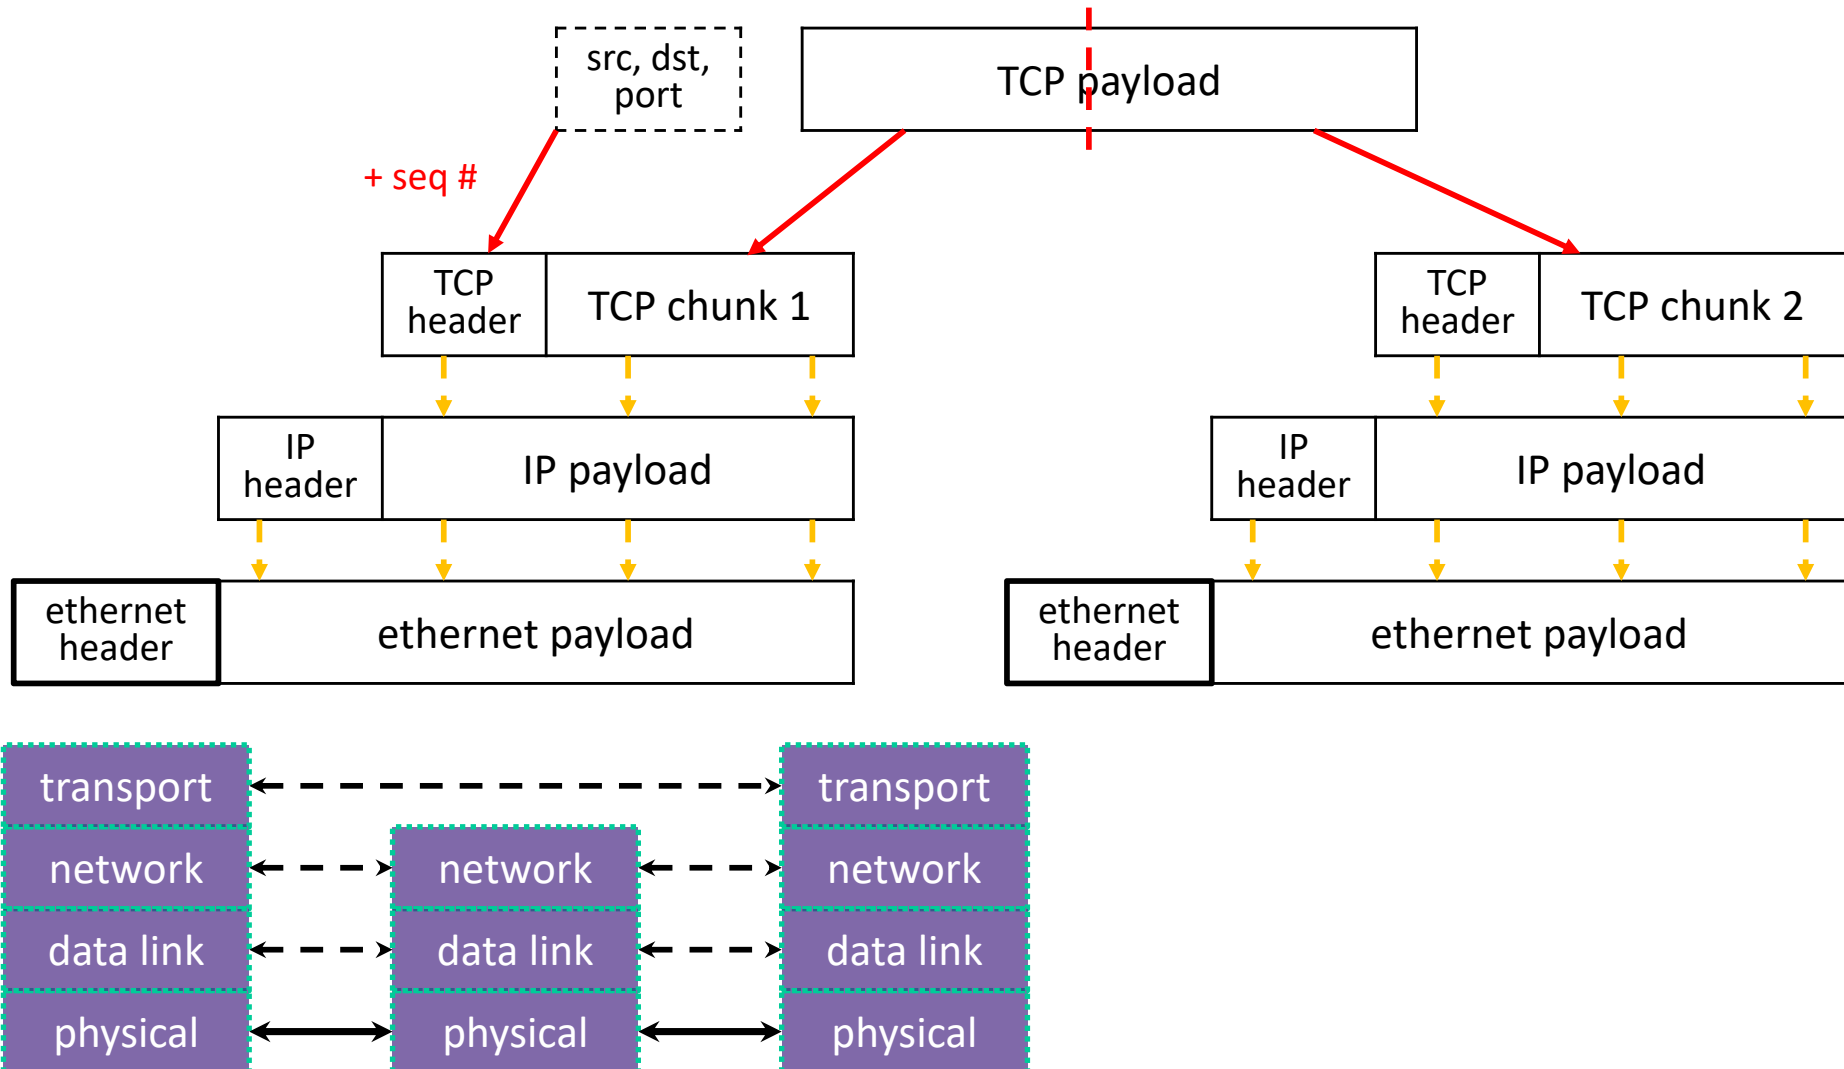 src, dst,
port
TCP payload
+ seq #
TCP
header
TCP chunk 1
TCP
header
TCP chunk 2
IP
header
IP payload
IP
header
IP payload
ethernet
header
ethernet payload
ethernet
header
ethernet payload
transport
transport
network
network
network
data link
data link
data link
physical
physical
physical